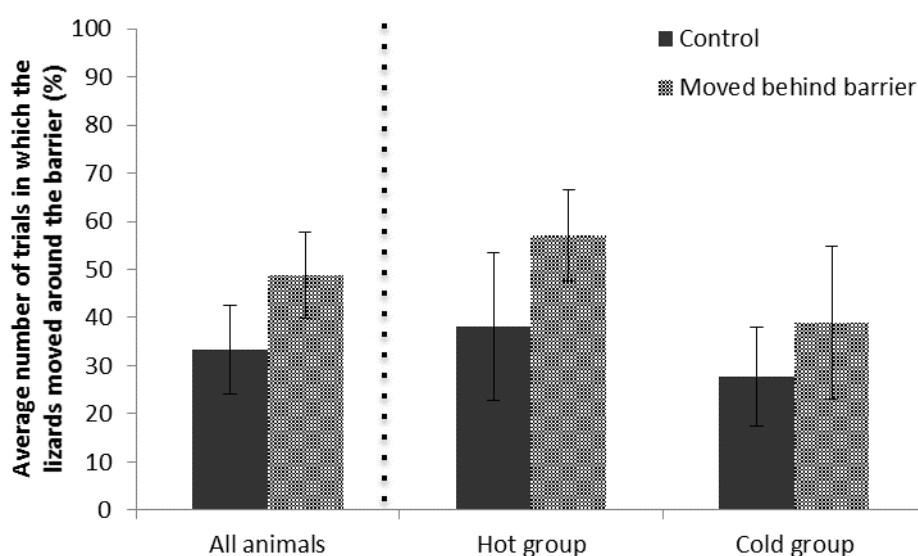 Average number of trials in which the
lizards moved around the barrier (%)
100
90
80
70
60
50
40
30
20
10
0
Control
Moved behind barrier
All animals
Hot group
Cold group